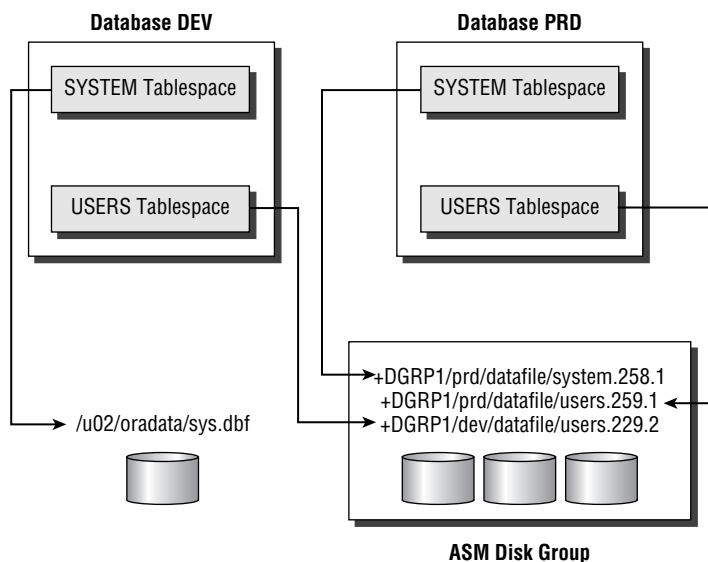 Database DEV
Database PRD
SYSTEM Tablespace
SYSTEM Tablespace
USERS Tablespace
USERS Tablespace
+DGRP1/prd/datafile/system.258.1
+DGRP1/prd/datafile/users.259.1
/u02/oradata/sys.dbf
+DGRP1/dev/datafile/users.229.2
ASM Disk Group